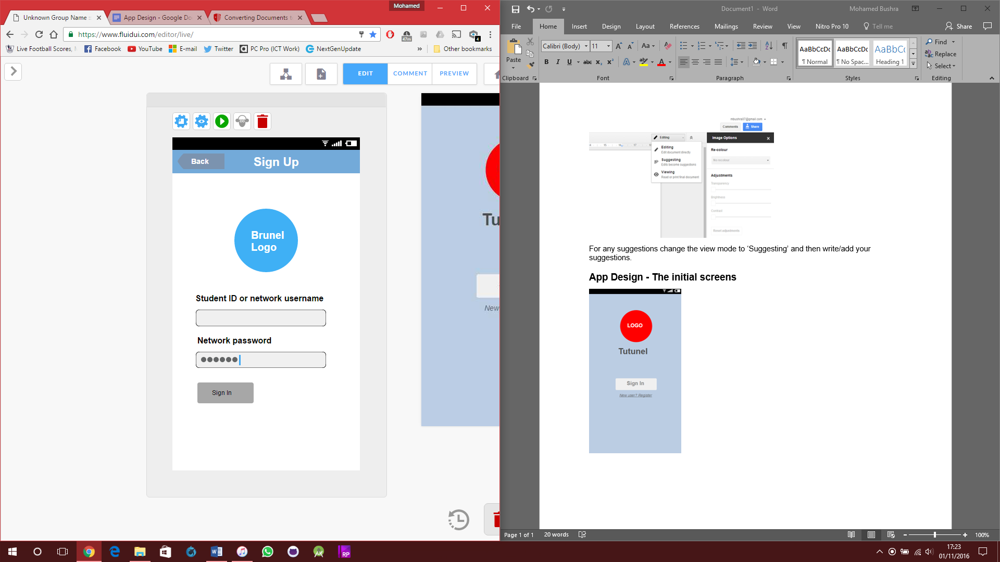 Mohamed
Unknown Group Name ::
App Design - Google Do
Converting Documents t
https://www.fluidui.com/editor/live/
47m
4
Live Football Scores,
Facebook
YouTube
E-mail
Twitter
PC Pro (ICT Work)
NextGenUpdate
»
Other bookmarks
EDIT
COMMENT
PREVIEW
Back
Sign Up
Brunel
Logo
Student ID or network username
Network password
Sign In
Tu
New
Document1 - Word
Mohamed Bushra
File
Home
Insert
Design
Layout
References
Mailings
Review
View
Nitro Pro 10
Tell me
Share
Paste
Calibri (Body)
11
Find
Replace
Select
AaBbCcDc
AaBbCcDc
AaBbCc
¶ Normal
¶ No Spac...
Heading 1
Clipboard
Font
Paragraph
Styles
Editing
mbushra07@gmail.com
Comments
Share
Editing
Image Options
15
16
17
Editing
Edit document directly
Suggesting
Edits become suggestions
Viewing
Read or print final document
Re-colour
No recolour
Adjustments
Transparency
Brightness
Contrast
Reset adjustments
For any suggestions change the view mode to ‘Suggesting’ and then write/add your
suggestions.
App Design - The initial screens
LOGO
Tutunel
Sign In
New user? Register
Page 1 of 1
20 words
100%
RP
17:23
01/11/2016